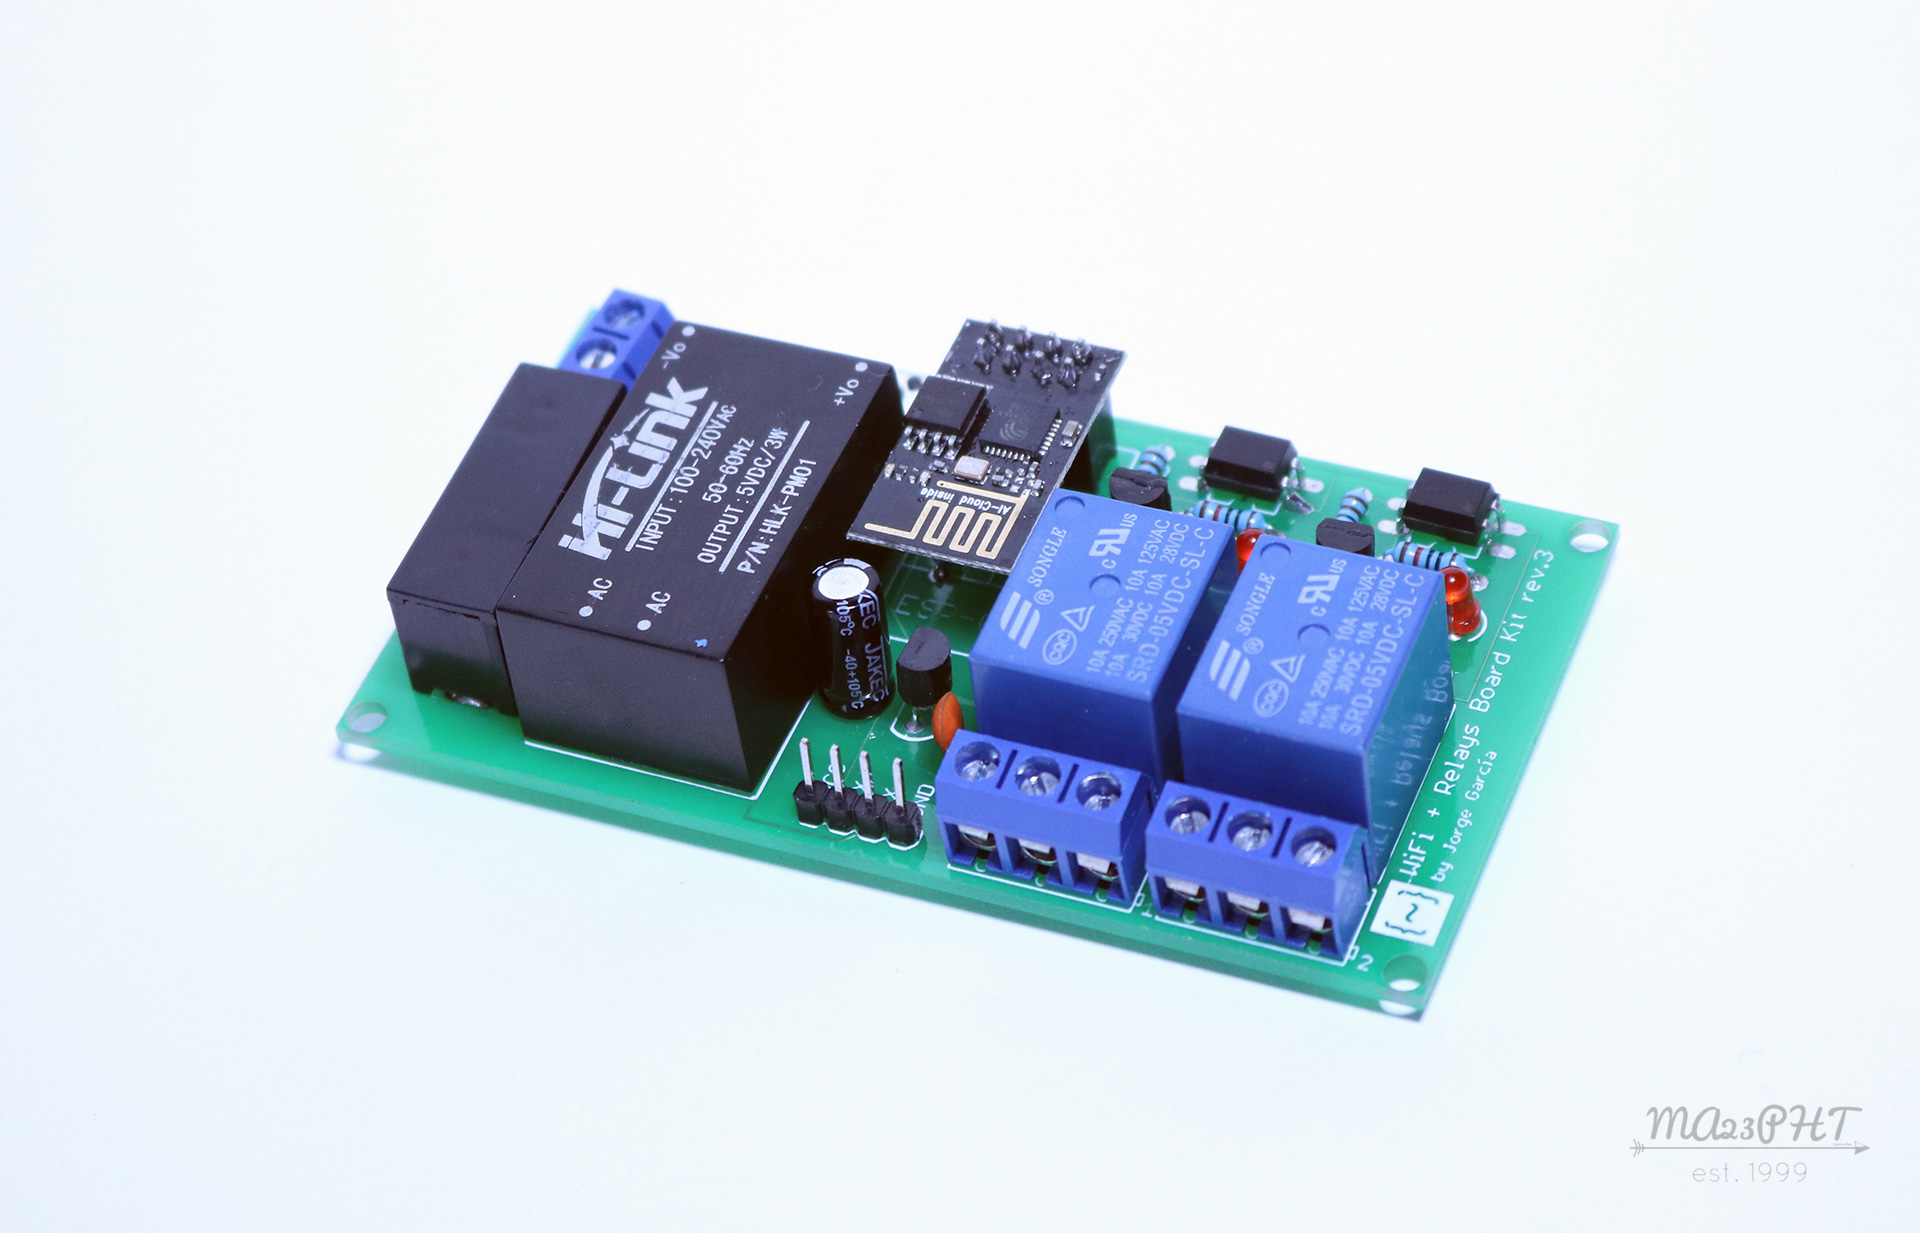 -Vo
+Vo
Hi-Link
INPUT:100-240VAC
50-60Hz
OUTPUT:5VDC/3W
P/N:HLK-PM01
AC
AC
Ai-Cloud inside
105°C
-40+105°C
JAKEC
® SONGLE
c us
CQC
10A 250VAC 10A 125VAC
10A 30VDC 10A 28VDC
SRD-05VDC-SL-C
® SONGLE
c us
CQC
10A 250VAC 10A 125VAC
10A 30VDC 10A 28VDC
SRD-05VDC-SL-C
WiFi + Relays Board Kit rev.3
by Jorge García
{~}
2
MA23PHT
est. 1999